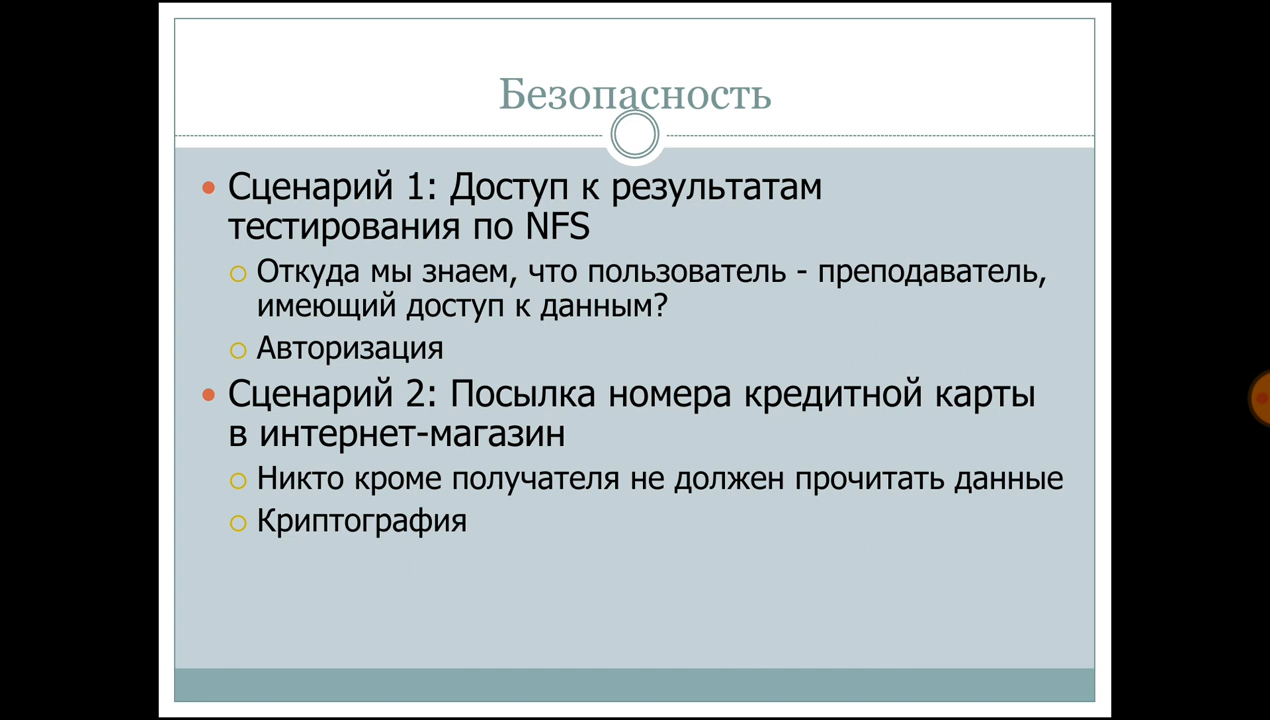 Безопасность
Сценарий 1: Доступ к результатам
тестирования по NFS
Откуда мы знаем, что пользователь - преподаватель,
имеющий доступ к данным?
Авторизация
Сценарий 2: Посылка номера кредитной карты
в интернет-магазин
Никто кроме получателя не должен прочитать данные
Криптография